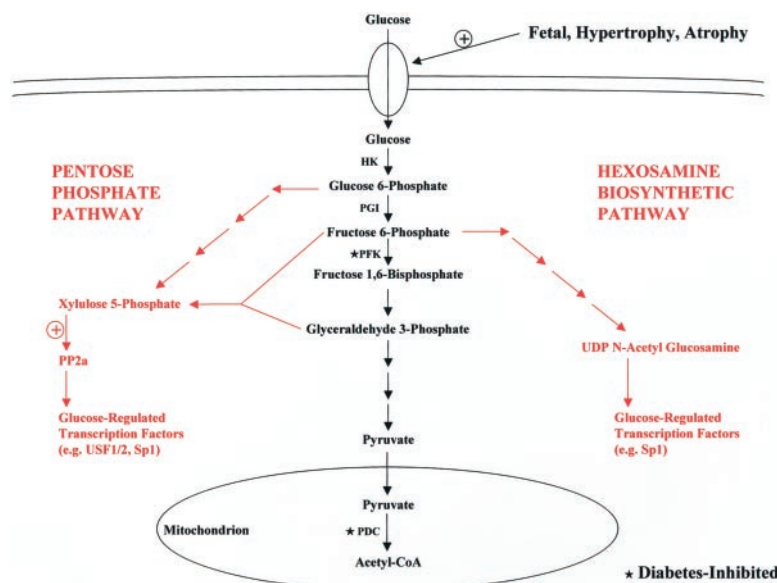 Glucose
+
Fetal, Hypertrophy, Atrophy
Glucose
PENTOSE
PHOSPHATE
PATHWAY
HEXOSAMINE
BIOSYNTHETIC
PATHWAY
HK
Glucose 6-Phosphate
PGI
Fructose 6-Phosphate
★PFK
Fructose 1,6-Bisphosphate
Xylulose 5-Phosphate
Glyceraldehyde 3-Phosphate
+
UDP N-Acetyl Glucosamine
PP2a
Glucose-Regulated
Transcription Factors
(e.g. USF1/2, Sp1)
Glucose-Regulated
Transcription Factors
(e.g. Sp1)
Pyruvate
Pyruvate
Mitochondrion
★ PDC
Acetyl-CoA
★ Diabetes-Inhibited